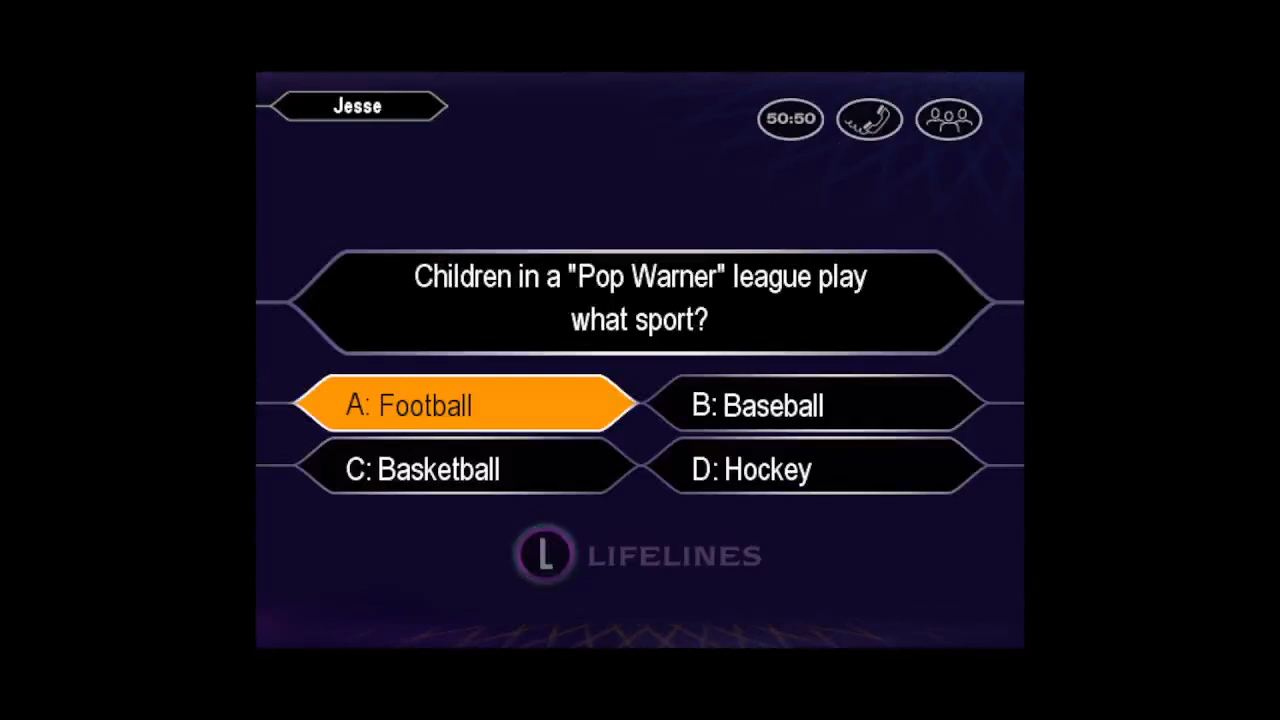 Jesse
50:50
Children in a "Pop Warner" league play
what sport?
A: Football
B: Baseball
C: Basketball
D: Hockey
L LIFELINES